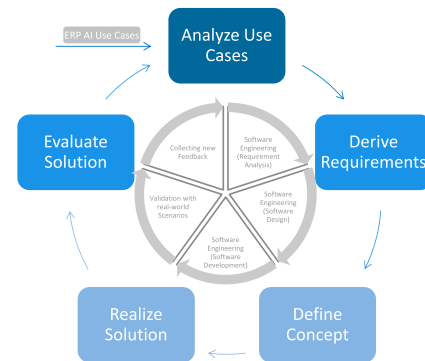 ERP AI Use Cases
Analyze Use
Cases
Evaluate
Solution
Collecting new
Feedback
Software
Engineering
(Requirement
Analysis)
Derive
Requirements
Validation with
real-world
Scenarios
Software
Engineering
(Software
Design)
Software
Engineering
(Software
Development)
Realize
Solution
Define
Concept